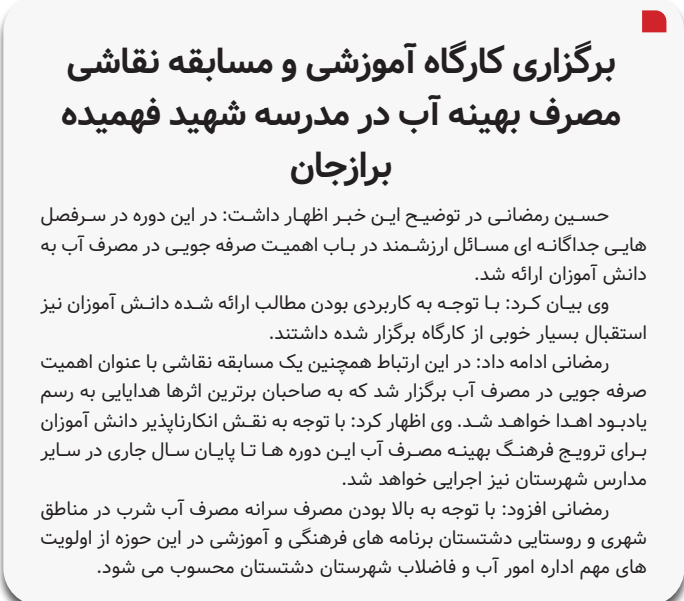 برگزاری کارگاه آموزشی و مسابقه نقاشی
مصرف بهینه آب در مدرسه شهید فهمیده
برازجان
حسین رمضانی در توضیح این خبر اظهار داشت: در این دوره در سرفصل
هایی جداگانه ای مسائل ارزشمند در باب اهمیت صرفه جویی در مصرف آب به
دانش آموزان ارائه شد.
وی بیان کرد: با توجه به کاربردی بودن مطالب ارائه شده دانش آموزان نیز
استقبال بسیار خوبی از کارگاه برگزار شده داشتند.
رمضانی ادامه داد: در این ارتباط همچنین یک مسابقه نقاشی با عنوان اهمیت
صرفه جویی در مصرف آب برگزار شد که به صاحبان برترین اثرها هدایایی به رسم
یادبود اهدا خواهد شد. وی اظهار کرد: با توجه به نقش انکارناپذیر دانش آموزان
برای ترویج فرهنگ بهینه مصرف آب این دوره ها تا پایان سال جاری در سایر
مدارس شهرستان نیز اجرایی خواهد شد.
رمضانی افزود: با توجه به بالا بودن مصرف سرانه مصرف آب شرب در مناطق
شهری و روستایی دشتستان برنامه های فرهنگی و آموزشی در این حوزه از اولویت
های مهم اداره امور آب و فاضلاب شهرستان دشتستان محسوب می شود.